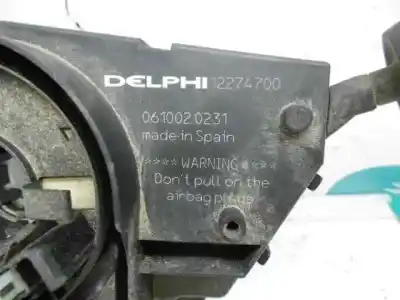 DELPHI 12274700
061002 0231
made in Spain
**** WARNING ****
Don't pull on the
airbag plugs